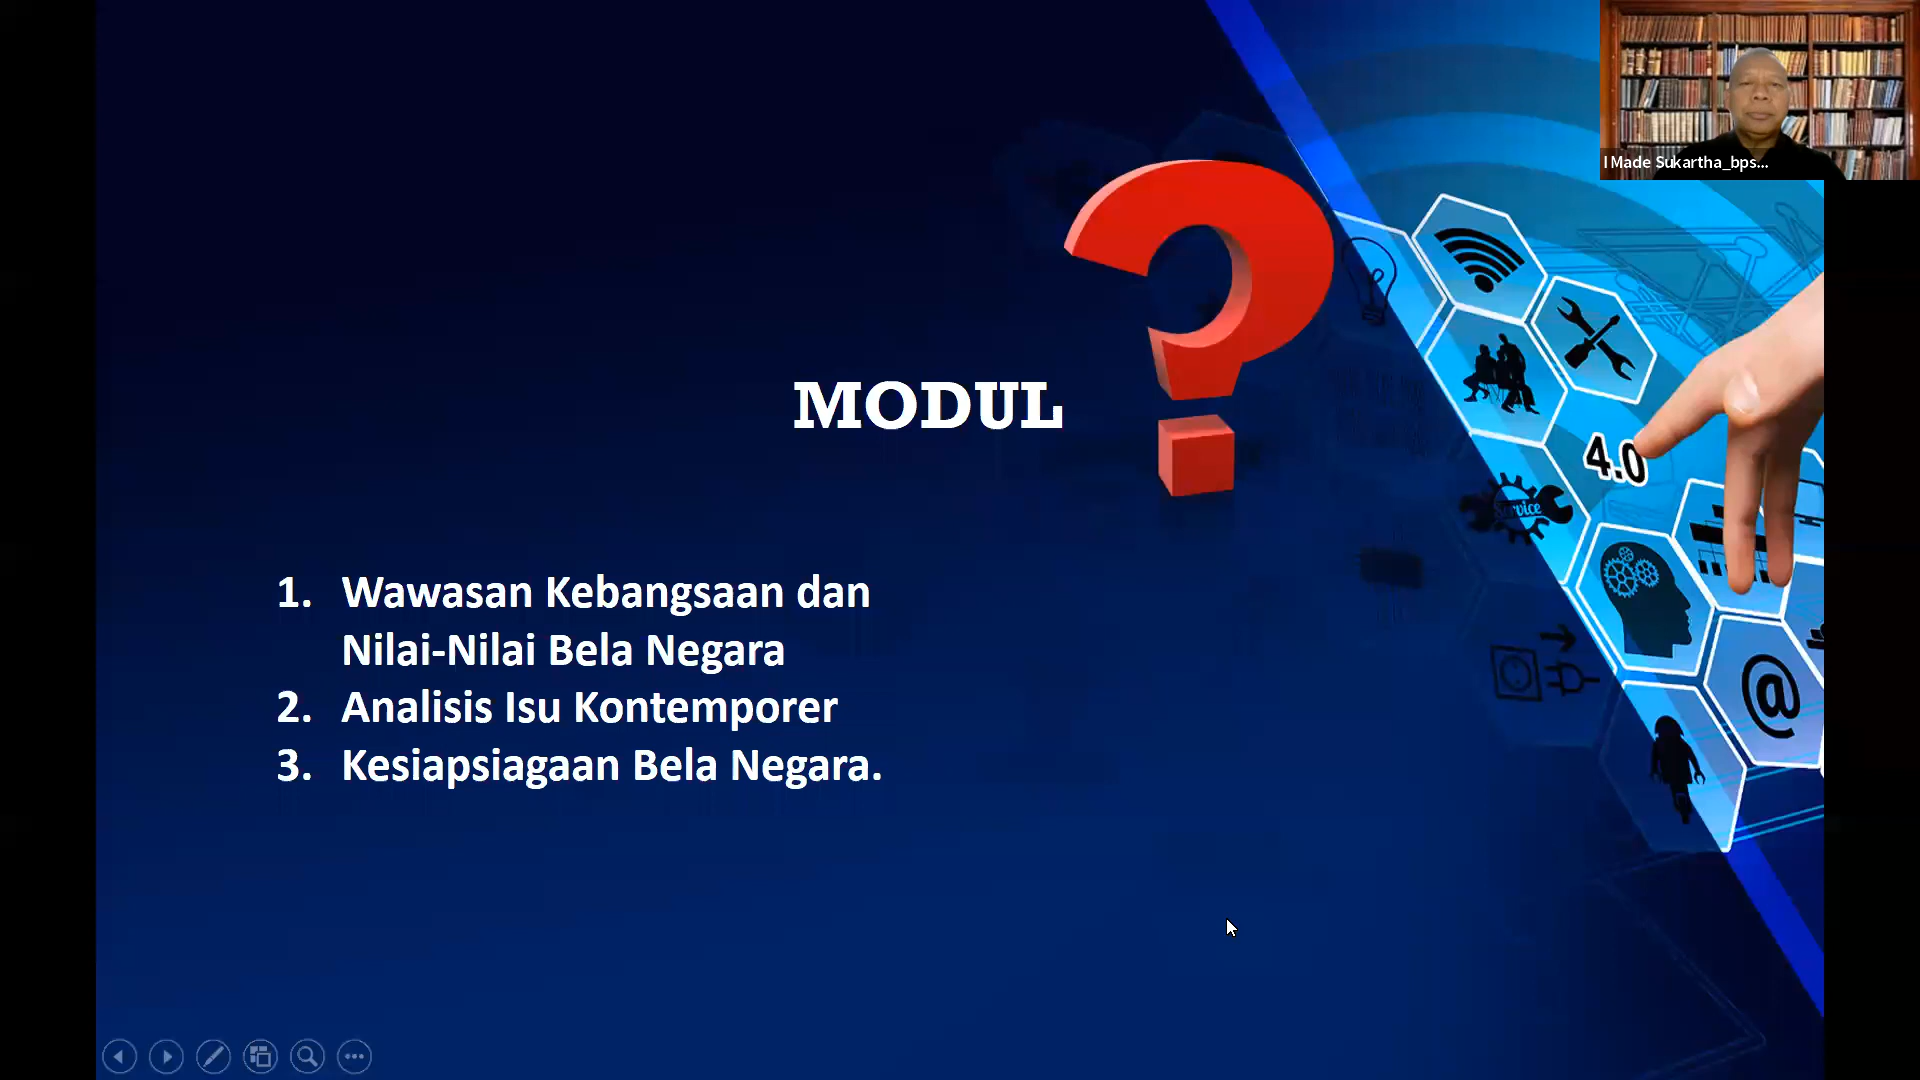 I Made Sukartha_bps...
MODUL
?
4.0
Service
@
1. Wawasan Kebangsaan dan
Nilai-Nilai Bela Negara
2. Analisis Isu Kontemporer
3. Kesiapsiagaan Bela Negara.